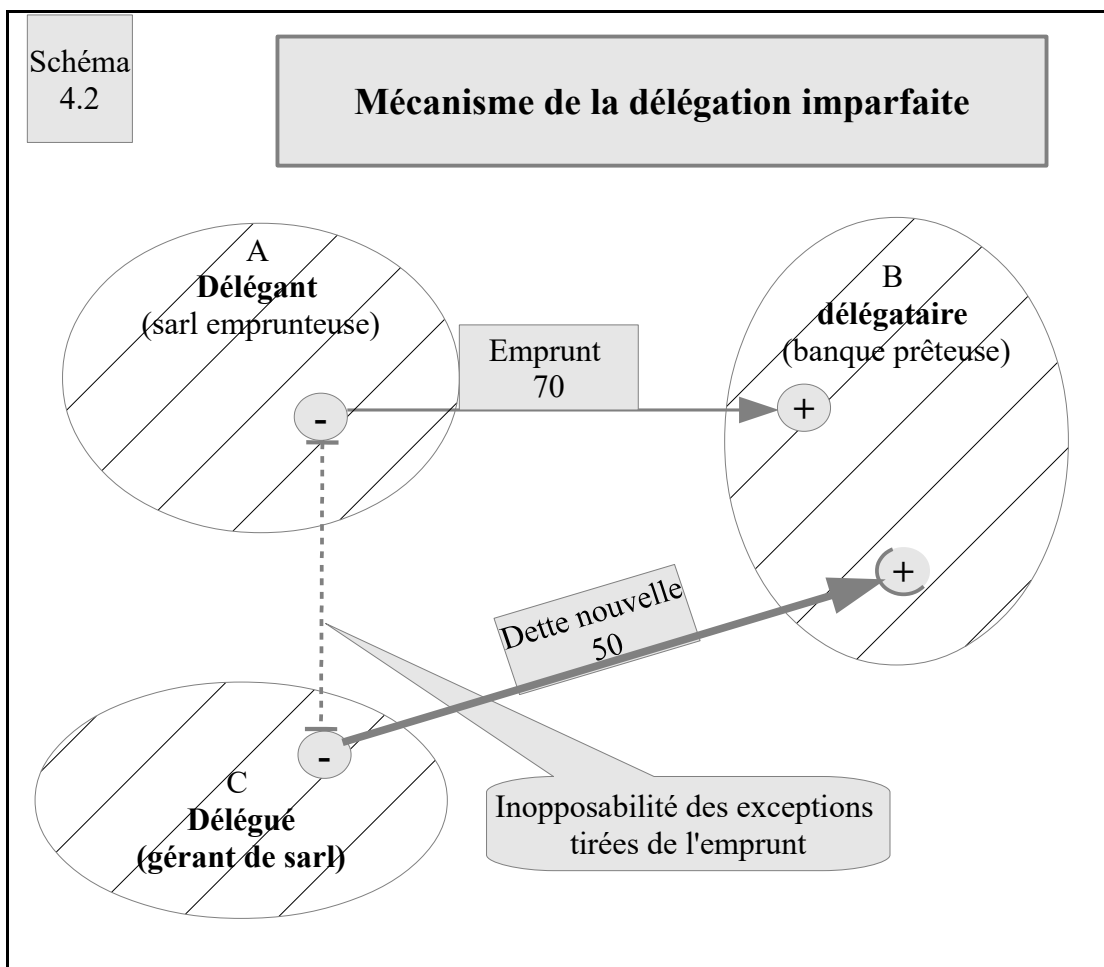 Schéma
4.2
Mécanisme de la délégation imparfaite
A
Délégant
(sarl emprunteuse)
B
délégataire
(banque prêteuse)
Emprunt
70
-
+
+
Dette nouvelle
50
-
C
Délégué
(gérant de sarl)
Inopposabilité des exceptions
tirées de l'emprunt